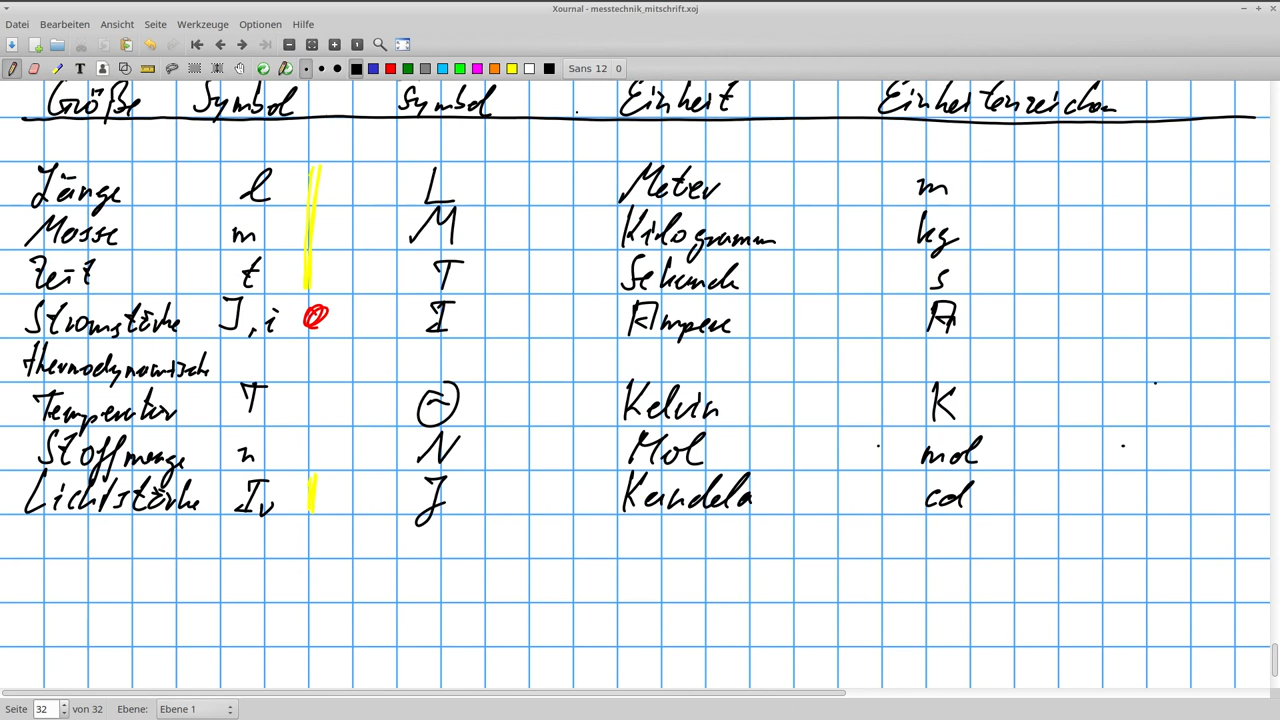 Xournal - messtechnik_mitschrift.xoj
Datei Bearbeiten Ansicht Seite Werkzeuge Optionen Hilfe
Sans 12 0
Größe Symbol Symbol Einheit Einheitenzeichen
Länge l L Meter m
Masse m M Kilogramm kg
Zeit t T Sekunde s
Stromstärke I, i I Ampere A
thermodynamische
Temperatur T Θ Kelvin K
Stoffmenge n N Mol mol
Lichtstärke Iv J Kandela cd
Seite 32 von 32 Ebene: Ebene 1